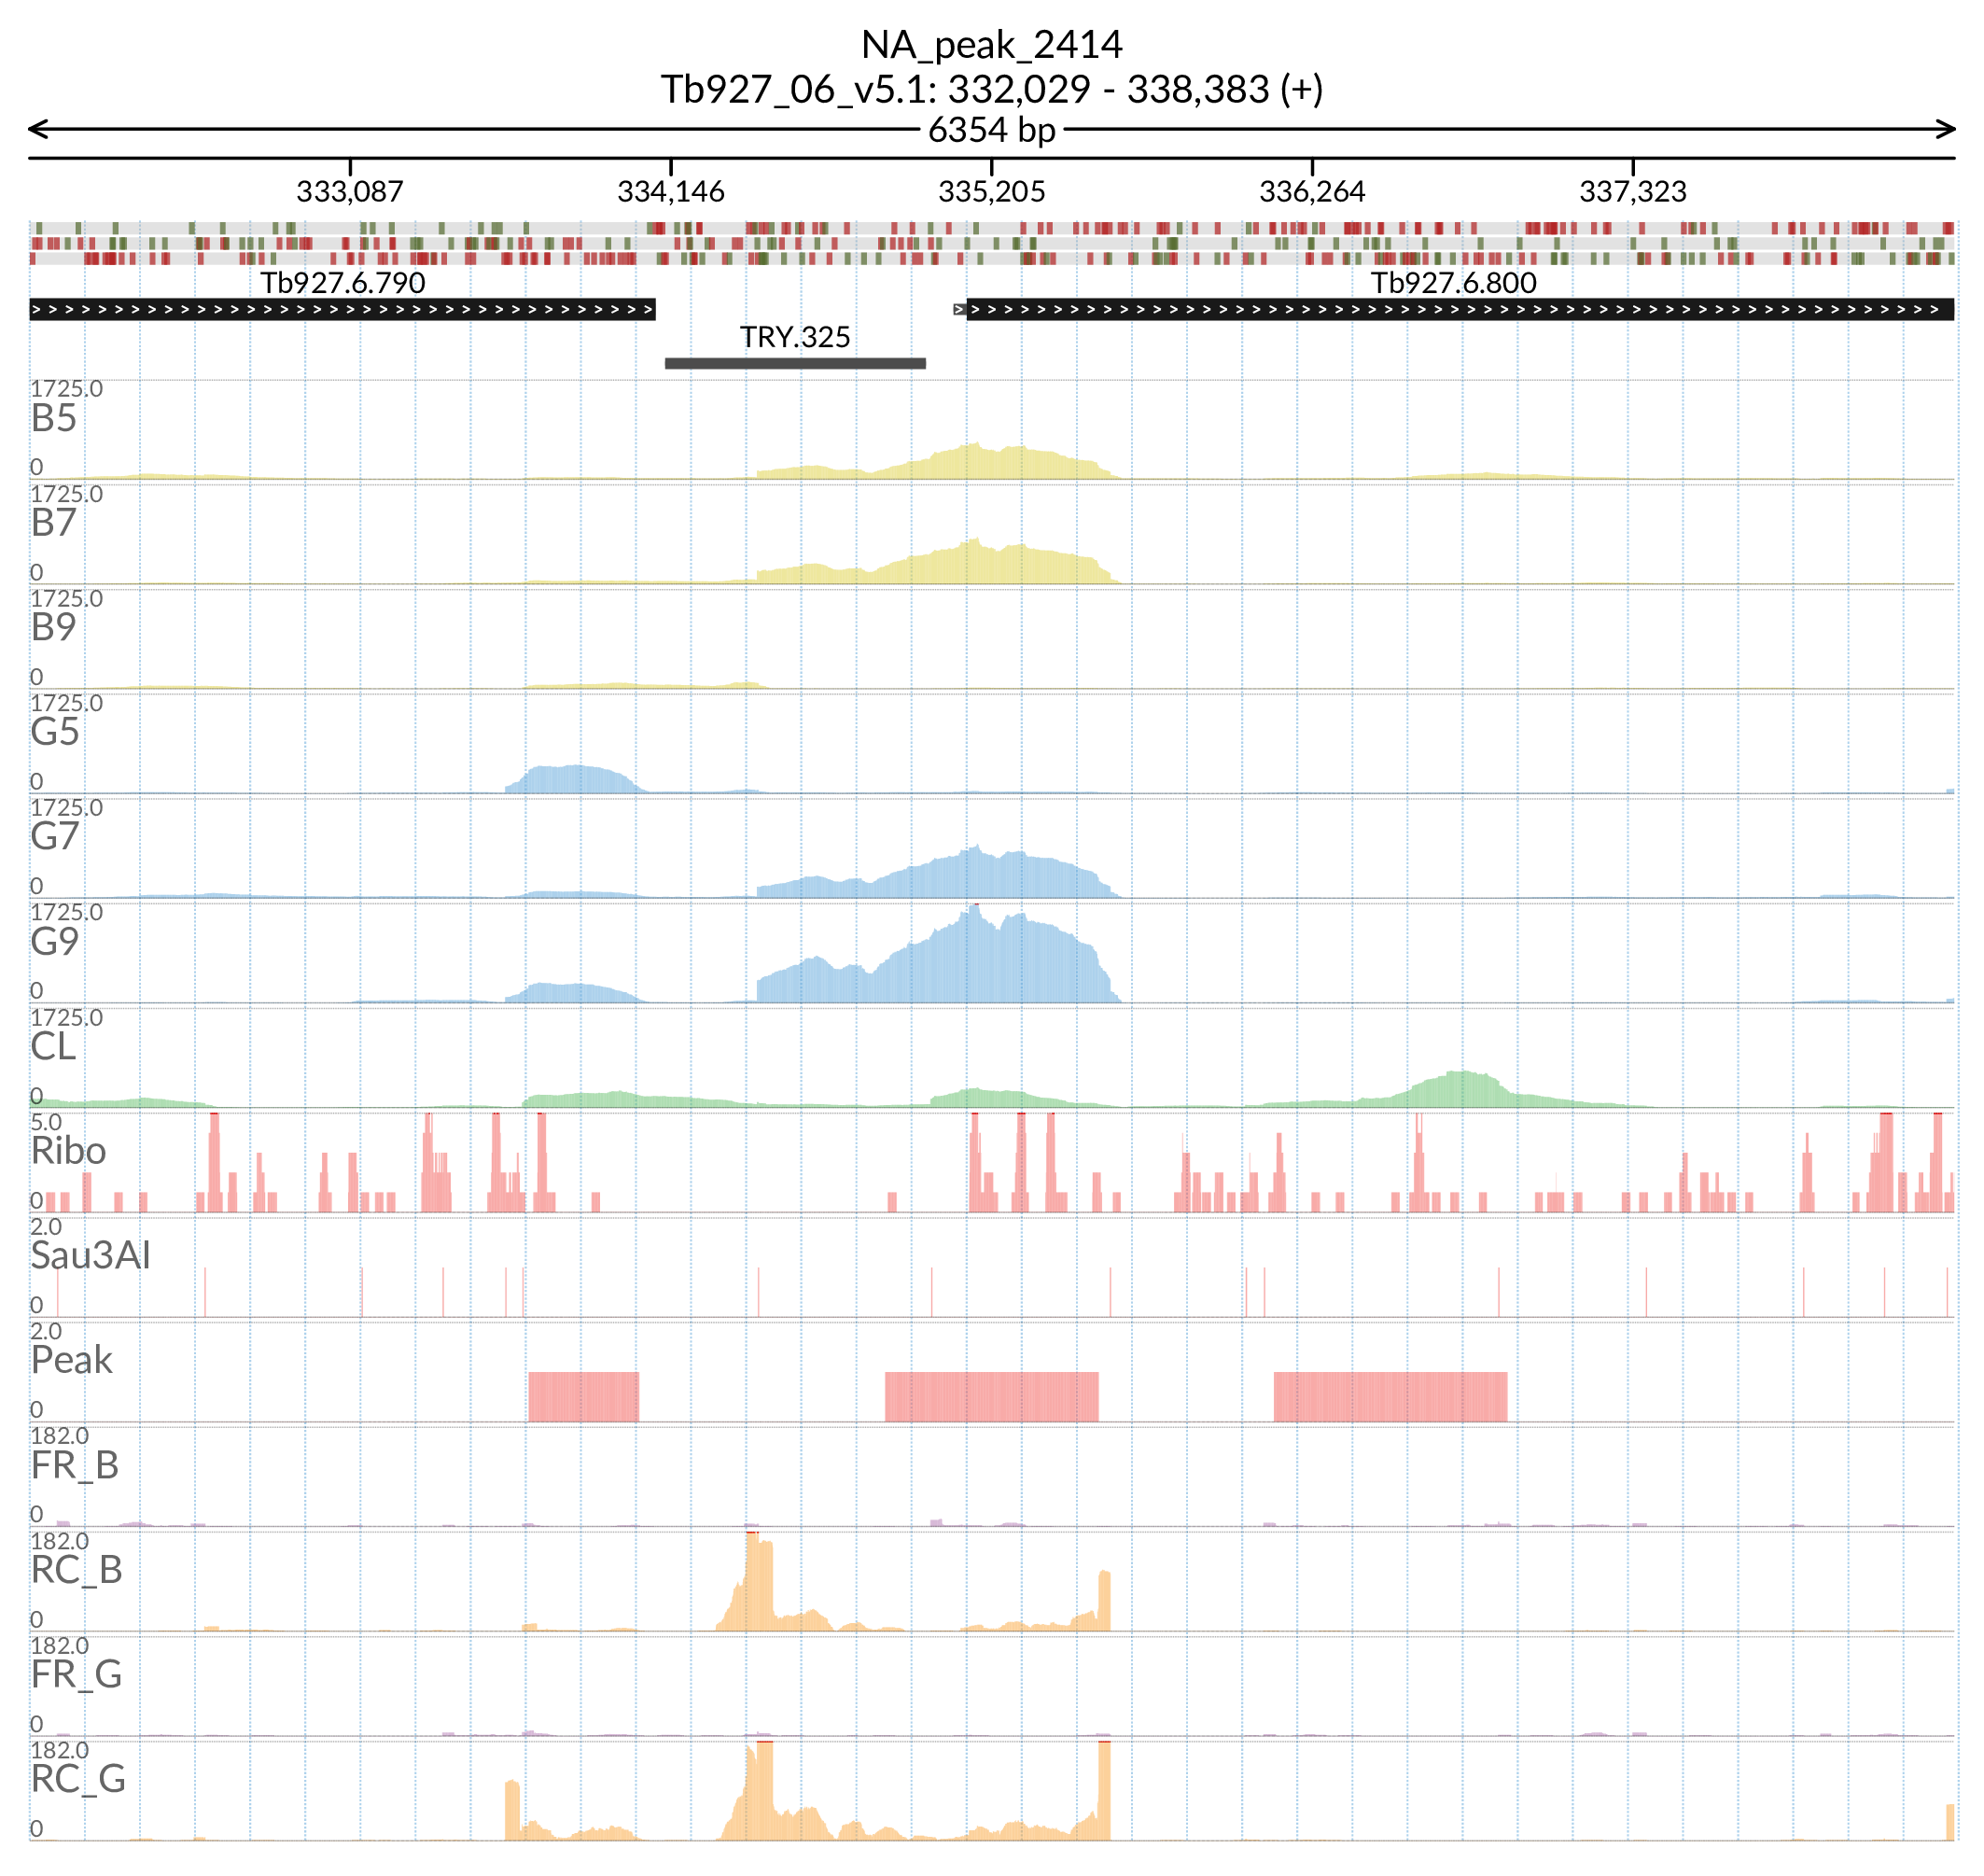 NA_peak_2414
Tb927_06_v5.1: 332,029 - 338,383 (+)
6354 bp
333,087 334,146 335,205 336,264 337,323
Tb927.6.790 Tb927.6.800
TRY.325
1725.0
B5
0
1725.0
B7
0
1725.0
B9
0
1725.0
G5
0
1725.0
G7
0
1725.0
G9
0
1725.0
CL
0
5.0
Ribo
0
2.0
Sau3AI
0
2.0
Peak
0
182.0
FR_B
0
182.0
RC_B
0
182.0
FR_G
0
182.0
RC_G
0